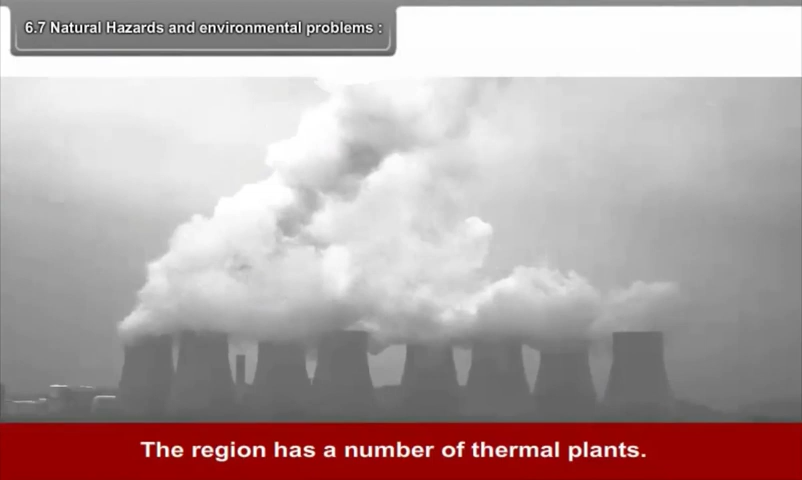 6.7 Natural Hazards and environmental problems :
The region has a number of thermal plants.